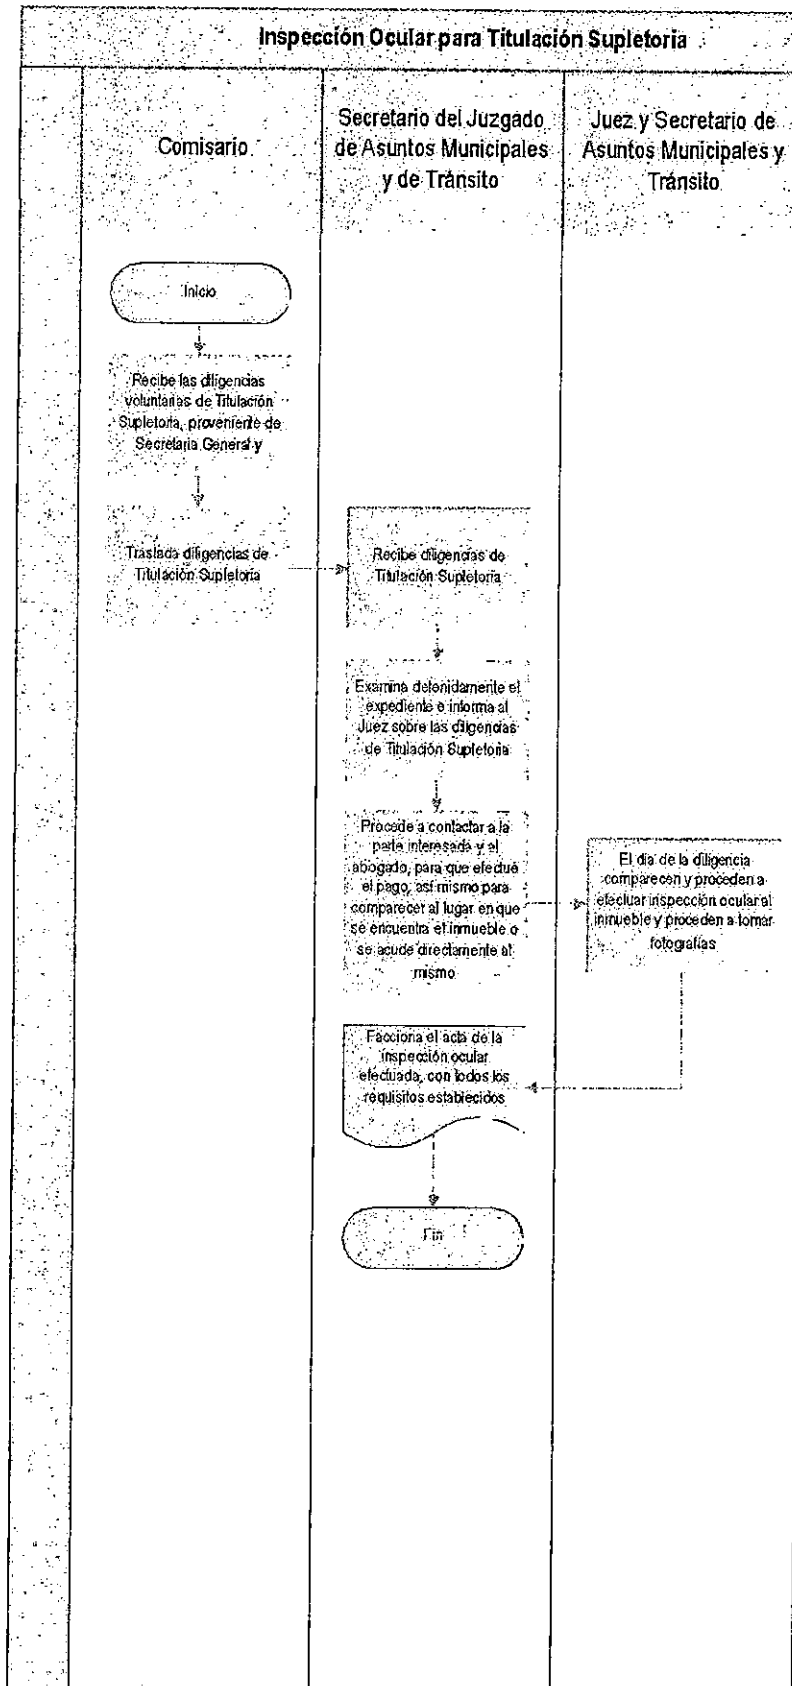 Inspección Ocular para Titulación Supletoria
Comisario
Secretario del Juzgado
de Asuntos Municipales
y de Tránsito
Juez y Secretario de
Asuntos Municipales y
Tránsito
Inicio
Recibe las diligencias
voluntarias de Titulación
Supletoria, proveniente de
Secretaria General y
Traslada diligencias de
Titulación Supletoria
Recibe diligencias de
Titulación Supletoria
Examina detenidamente el
expediente e informa al
Juez sobre las diligencias
de Titulación Supletoria
Procede a contactar a la
parte interesada y al
abogado, para que efectué
el pago, así mismo para
comparecer al lugar en que
se encuentra el inmueble o
se acude directamente al
mismo
El día de la diligencia
comparecen y proceden a
efectuar inspección ocular al
inmueble y proceden a tomar
fotografías
Facciona el acta de la
inspección ocular
efectuada, con todos los
requisitos establecidos
Fin